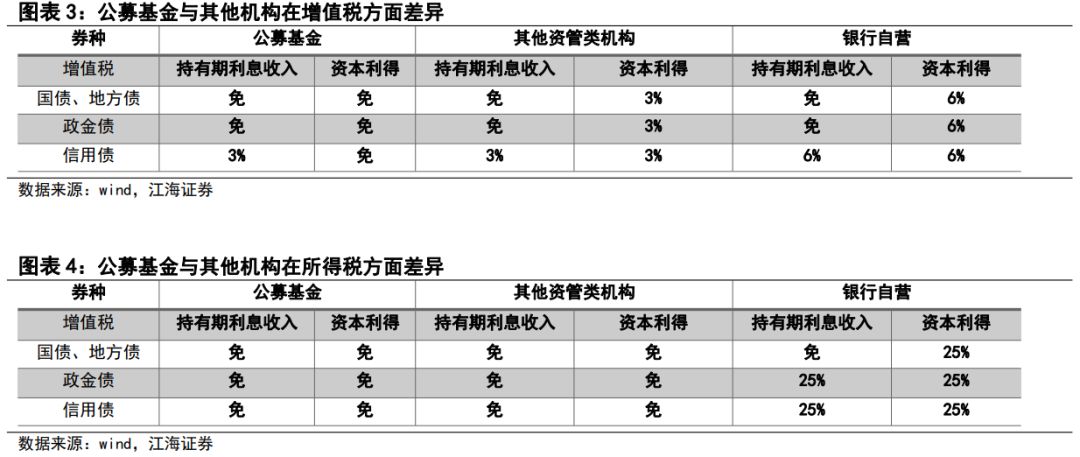 图表 3：公募基金与其他机构在增值税方面差异
券种 公募基金 其他资管类机构 银行自营
增值税 持有期利息收入 资本利得 持有期利息收入 资本利得 持有期利息收入 资本利得
国债、地方债 免 免 免 3% 免 6%
政金债 免 免 免 3% 免 6%
信用债 3% 免 3% 3% 6% 6%
数据来源：wind，江海证券
图表 4：公募基金与其他机构在所得税方面差异
券种 公募基金 其他资管类机构 银行自营
增值税 持有期利息收入 资本利得 持有期利息收入 资本利得 持有期利息收入 资本利得
国债、地方债 免 免 免 免 免 25%
政金债 免 免 免 免 25% 25%
信用债 免 免 免 免 25% 25%
数据来源：wind，江海证券